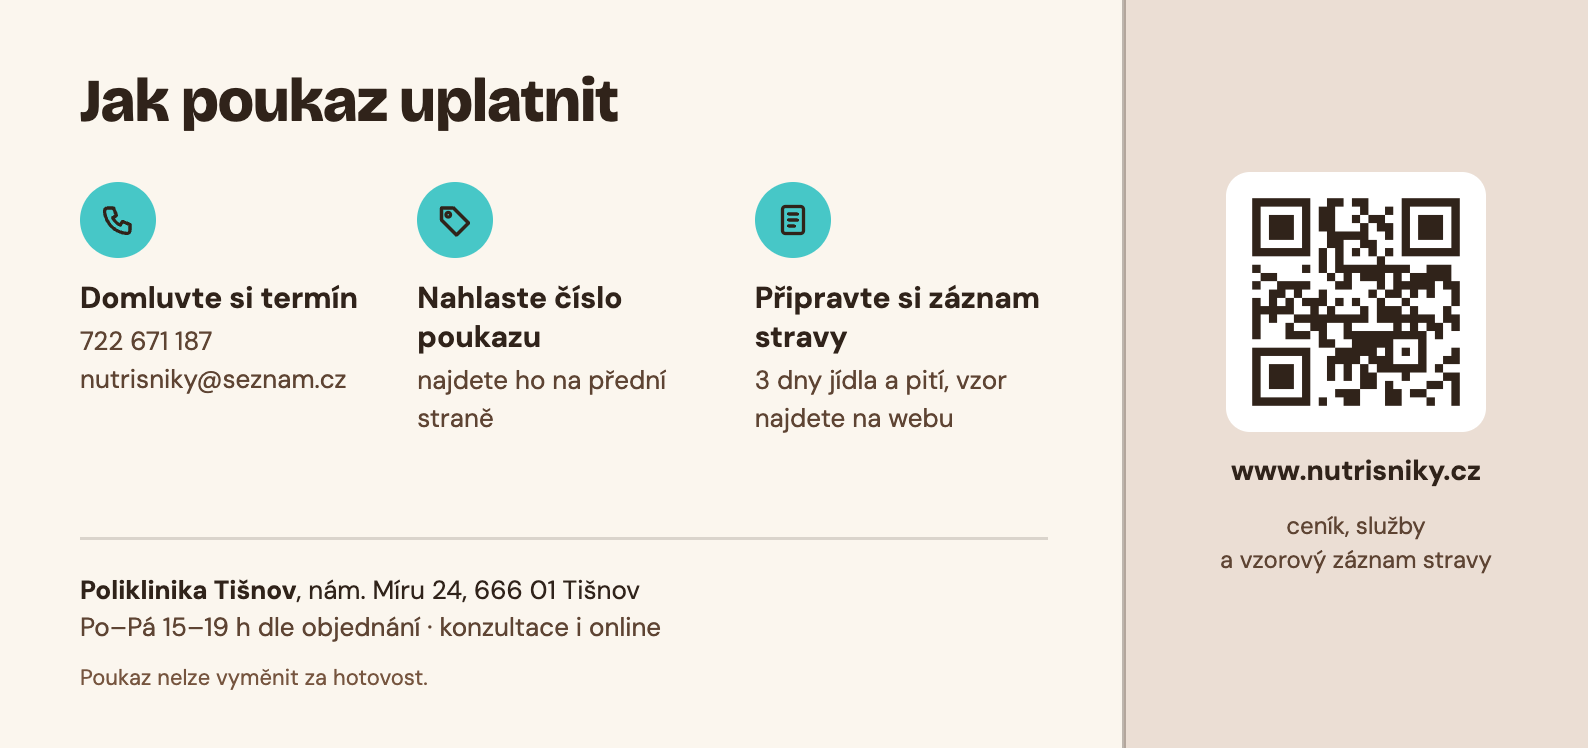 Jak poukaz uplatnit
Domluvte si termín
722 671 187
nutrisniky@seznam.cz
Nahlaste číslo
poukazu
najdete ho na přední
straně
Připravte si záznam
stravy
3 dny jídla a pití, vzor
najdete na webu
Poliklinika Tišnov, nám. Míru 24, 666 01 Tišnov
Po–Pá 15–19 h dle objednání · konzultace i online
Poukaz nelze vyměnit za hotovost.
www.nutrisniky.cz
ceník, služby
a vzorový záznam stravy